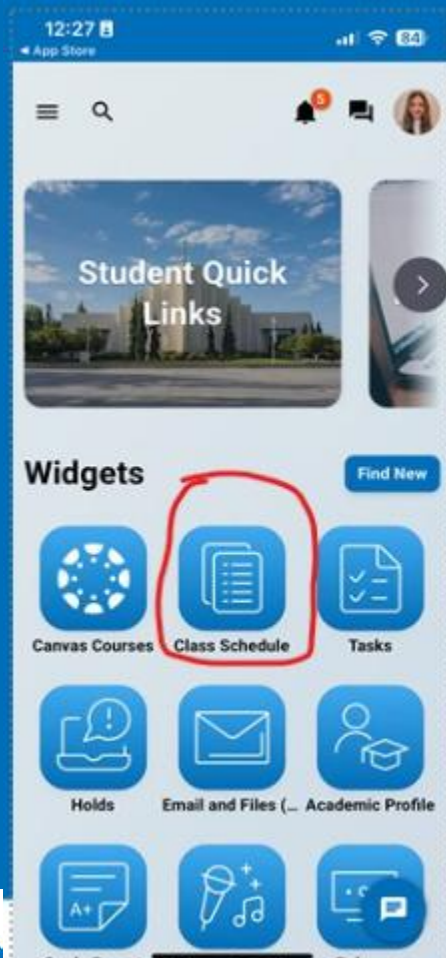 12:27
84
◄ App Store
5
Student Quick
Links
Widgets
Find New
Canvas Courses
Class Schedule
Tasks
Holds
Email and Files (...
Academic Profile
A+